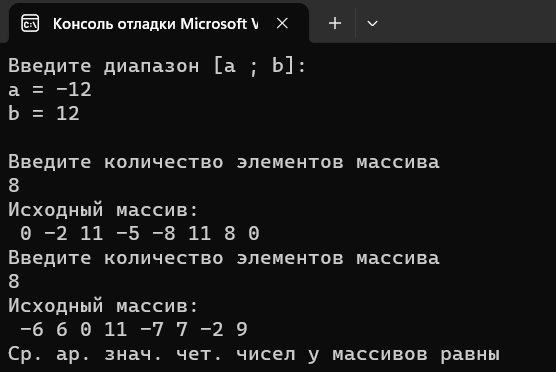 Консоль отладки Microsoft V
Введите диапазон [a ; b]:
a = -12
b = 12
Введите количество элементов массива
8
Исходный массив:
0 -2 11 -5 -8 11 8 0
Введите количество элементов массива
8
Исходный массив:
-6 6 0 11 -7 7 -2 9
Ср. ар. знач. чет. чисел у массивов равны